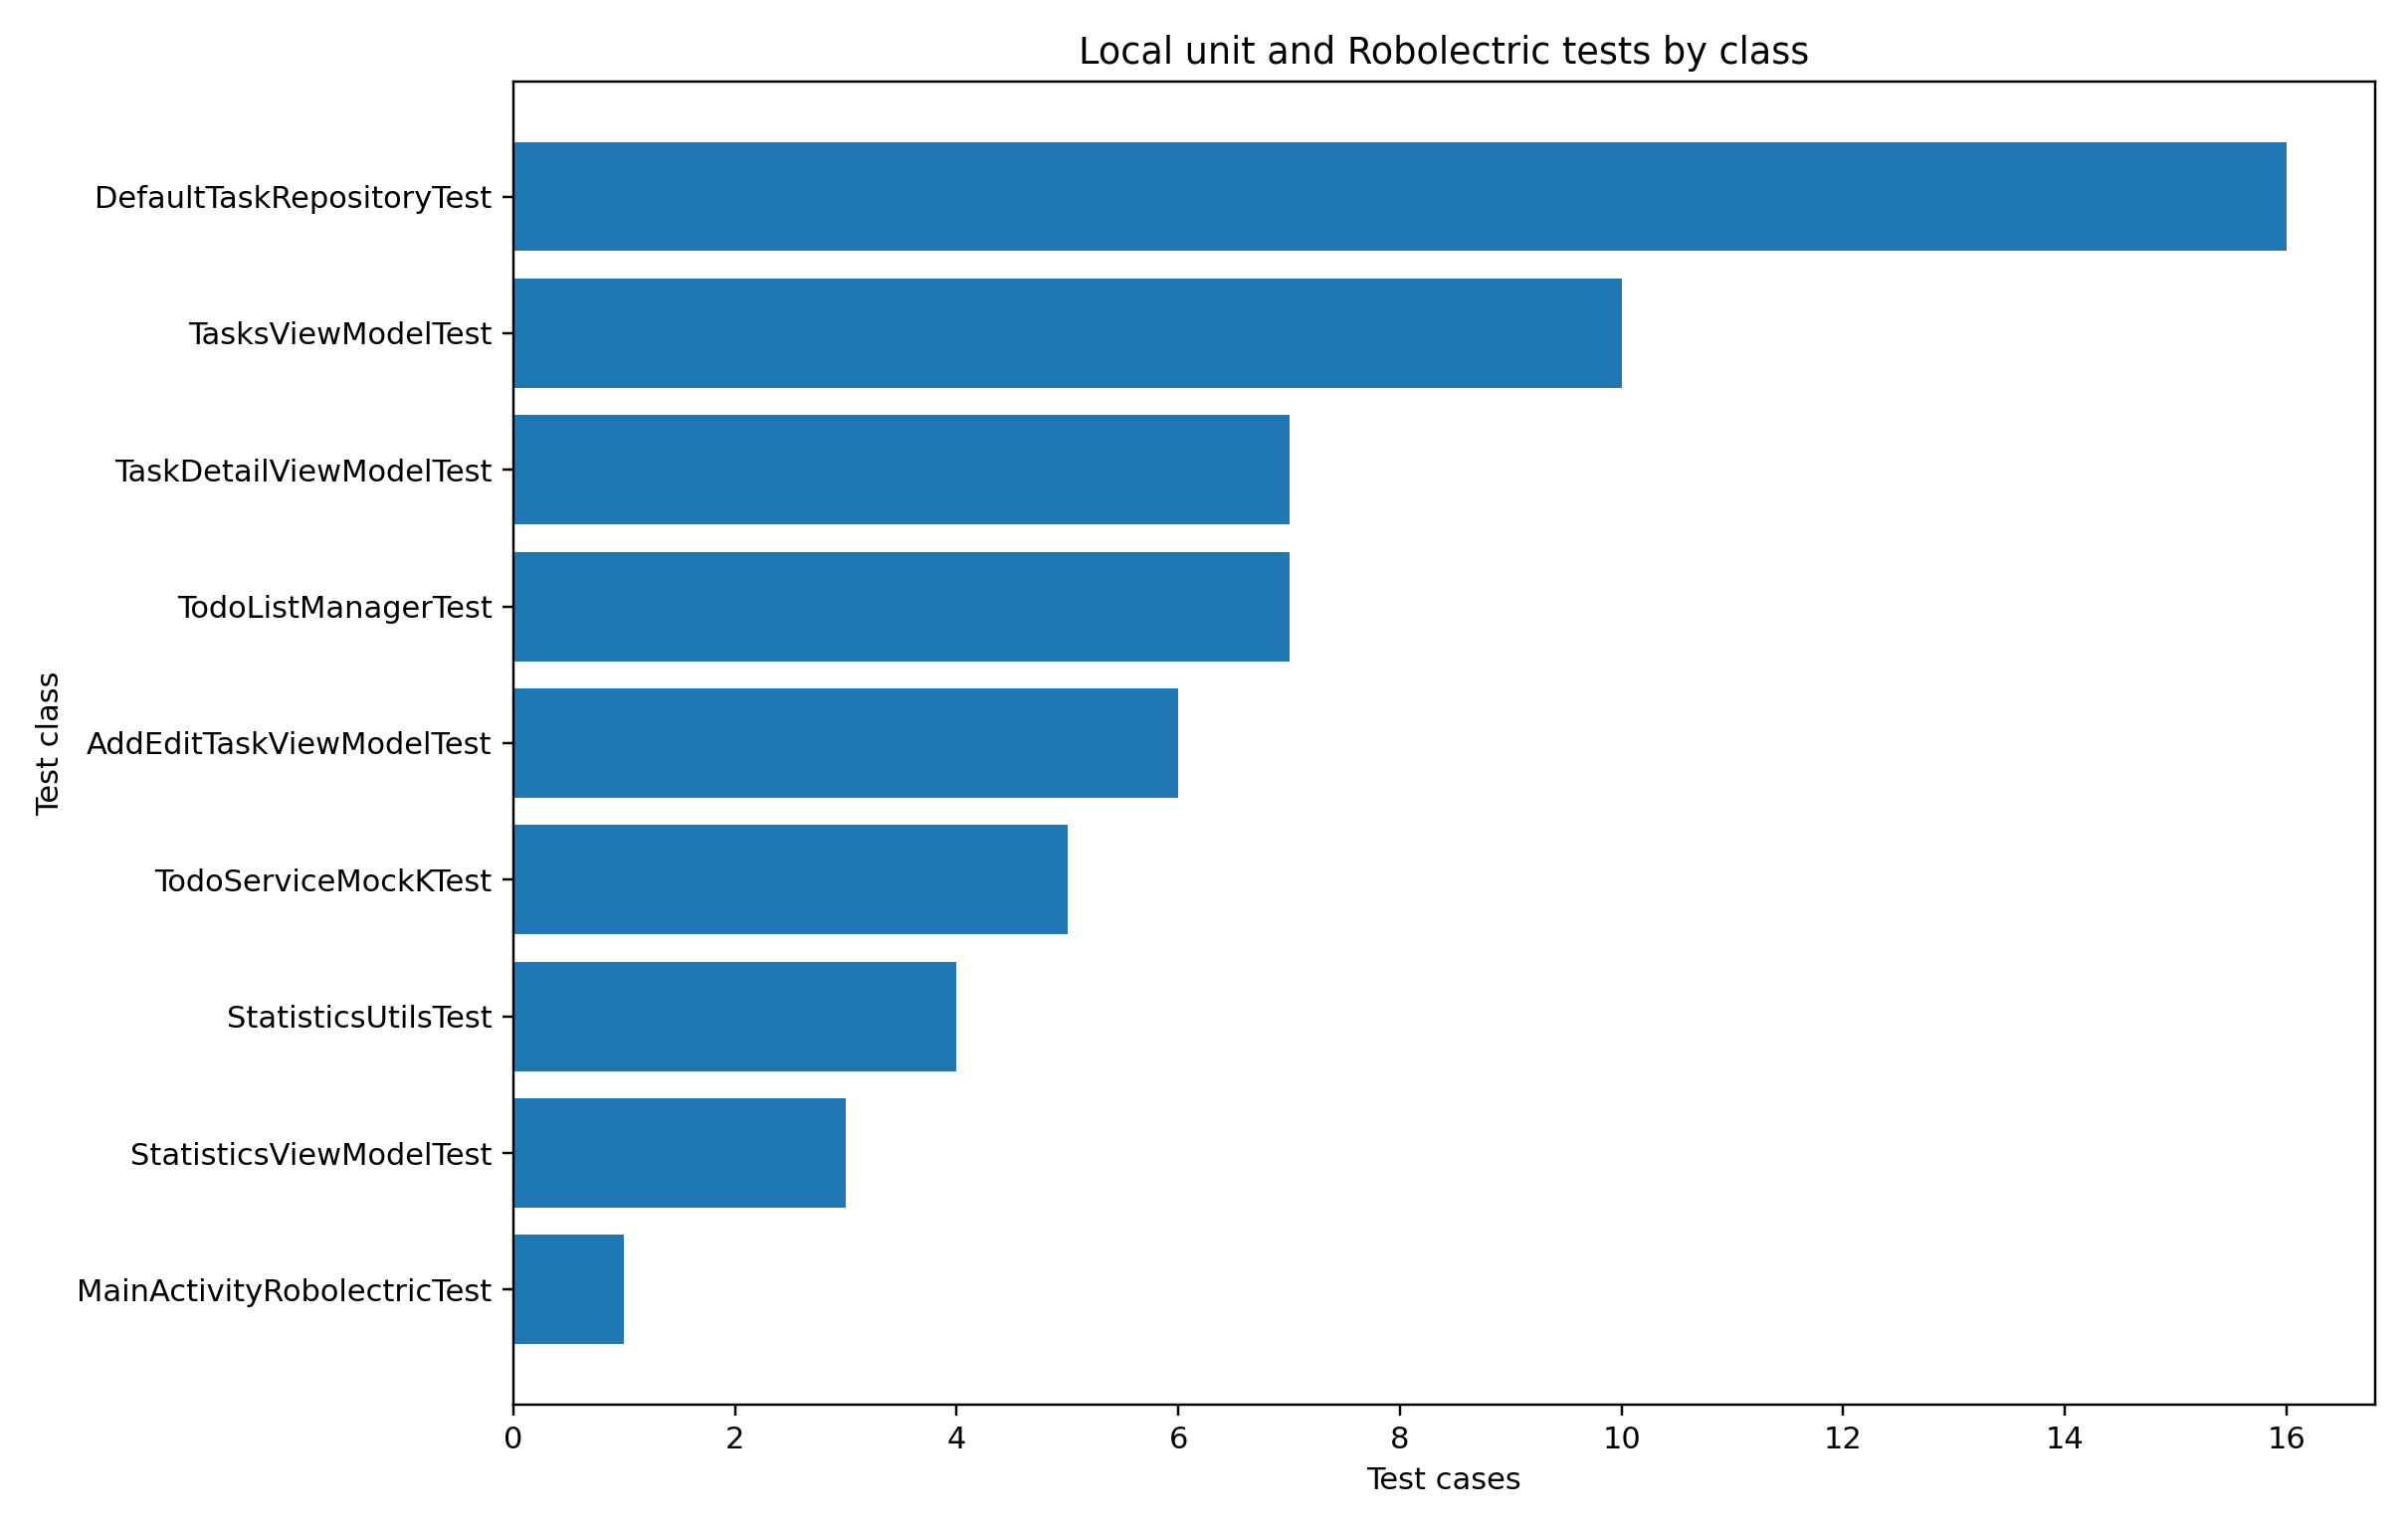 Local unit and Robolectric tests by class
Test class
DefaultTaskRepositoryTest
TasksViewModelTest
TaskDetailViewModelTest
TodoListManagerTest
AddEditTaskViewModelTest
TodoServiceMockKTest
StatisticsUtilsTest
StatisticsViewModelTest
MainActivityRobolectricTest
0 2 4 6 8 10 12 14 16
Test cases